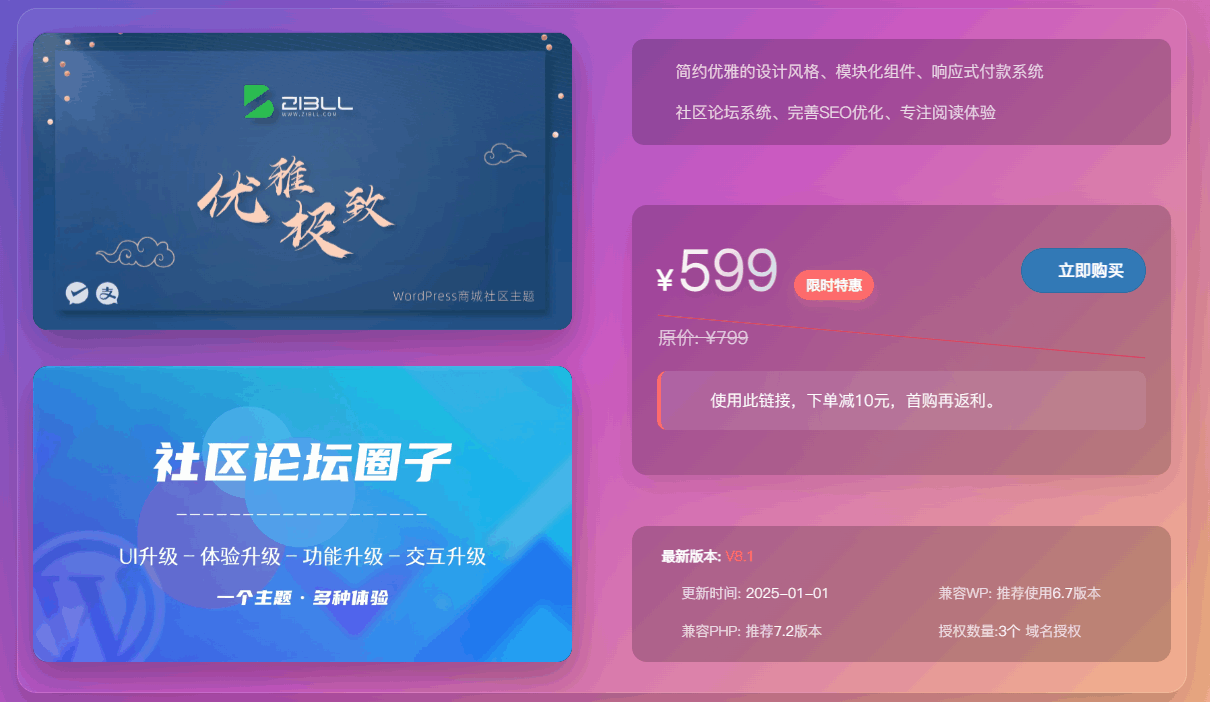 ZIBLL
WWW.ZIBLL.COM
优雅
极致
WordPress商城社区主题
社区论坛圈子
UI升级 – 体验升级 – 功能升级 – 交互升级
一个主题 · 多种体验
简约优雅的设计风格、模块化组件、响应式付款系统
社区论坛系统、完善SEO优化、专注阅读体验
¥599 限时特惠
立即购买
原价: ¥799
使用此链接，下单减10元，首购再返利。
最新版本: V8.1
更新时间: 2025-01-01
兼容WP: 推荐使用6.7版本
兼容PHP: 推荐7.2版本
授权数量:3个 域名授权